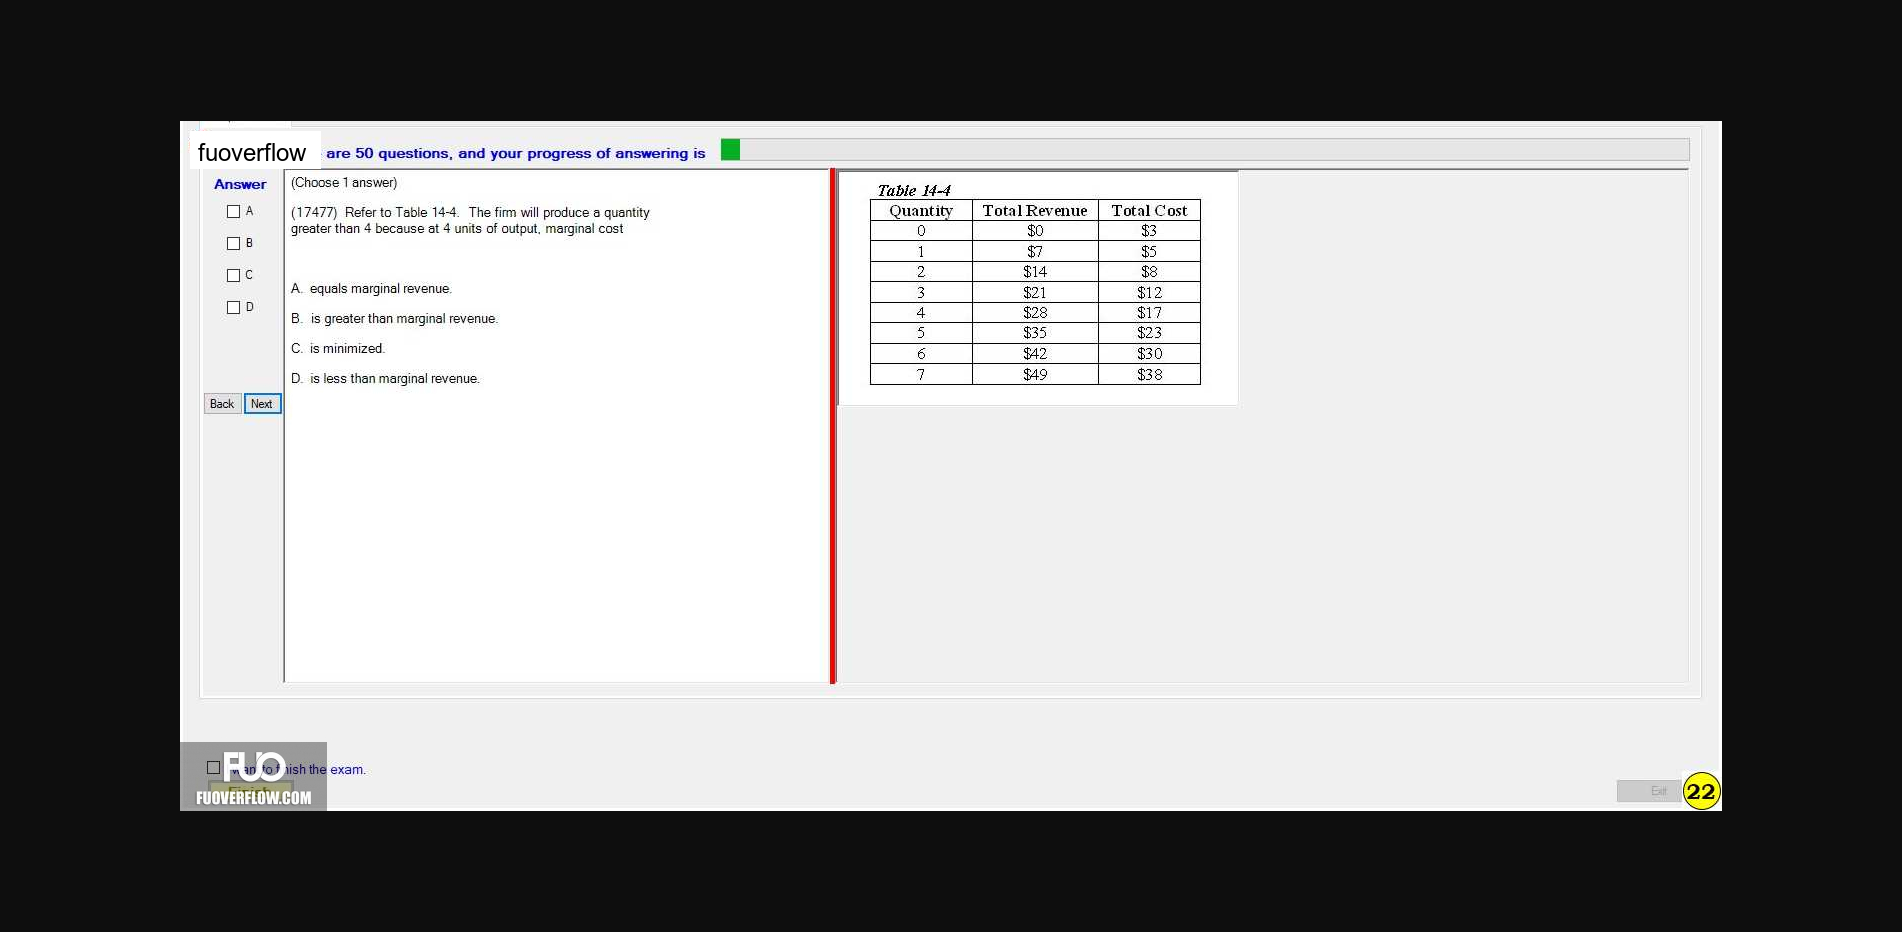 fuoverflow are 50 questions, and your progress of answering is
Answer
A
B
C
D
Back Next
(Choose 1 answer)
(17477) Refer to Table 14-4. The firm will produce a quantity
greater than 4 because at 4 units of output, marginal cost
A. equals marginal revenue.
B. is greater than marginal revenue.
C. is minimized.
D. is less than marginal revenue.
Table 14-4
Quantity Total Revenue Total Cost
0 $0 $3
1 $7 $5
2 $14 $8
3 $21 $12
4 $28 $17
5 $35 $23
6 $42 $30
7 $49 $38
FUO
to finish the exam.
Finish
FUOVERFLOW.COM
Exit
22